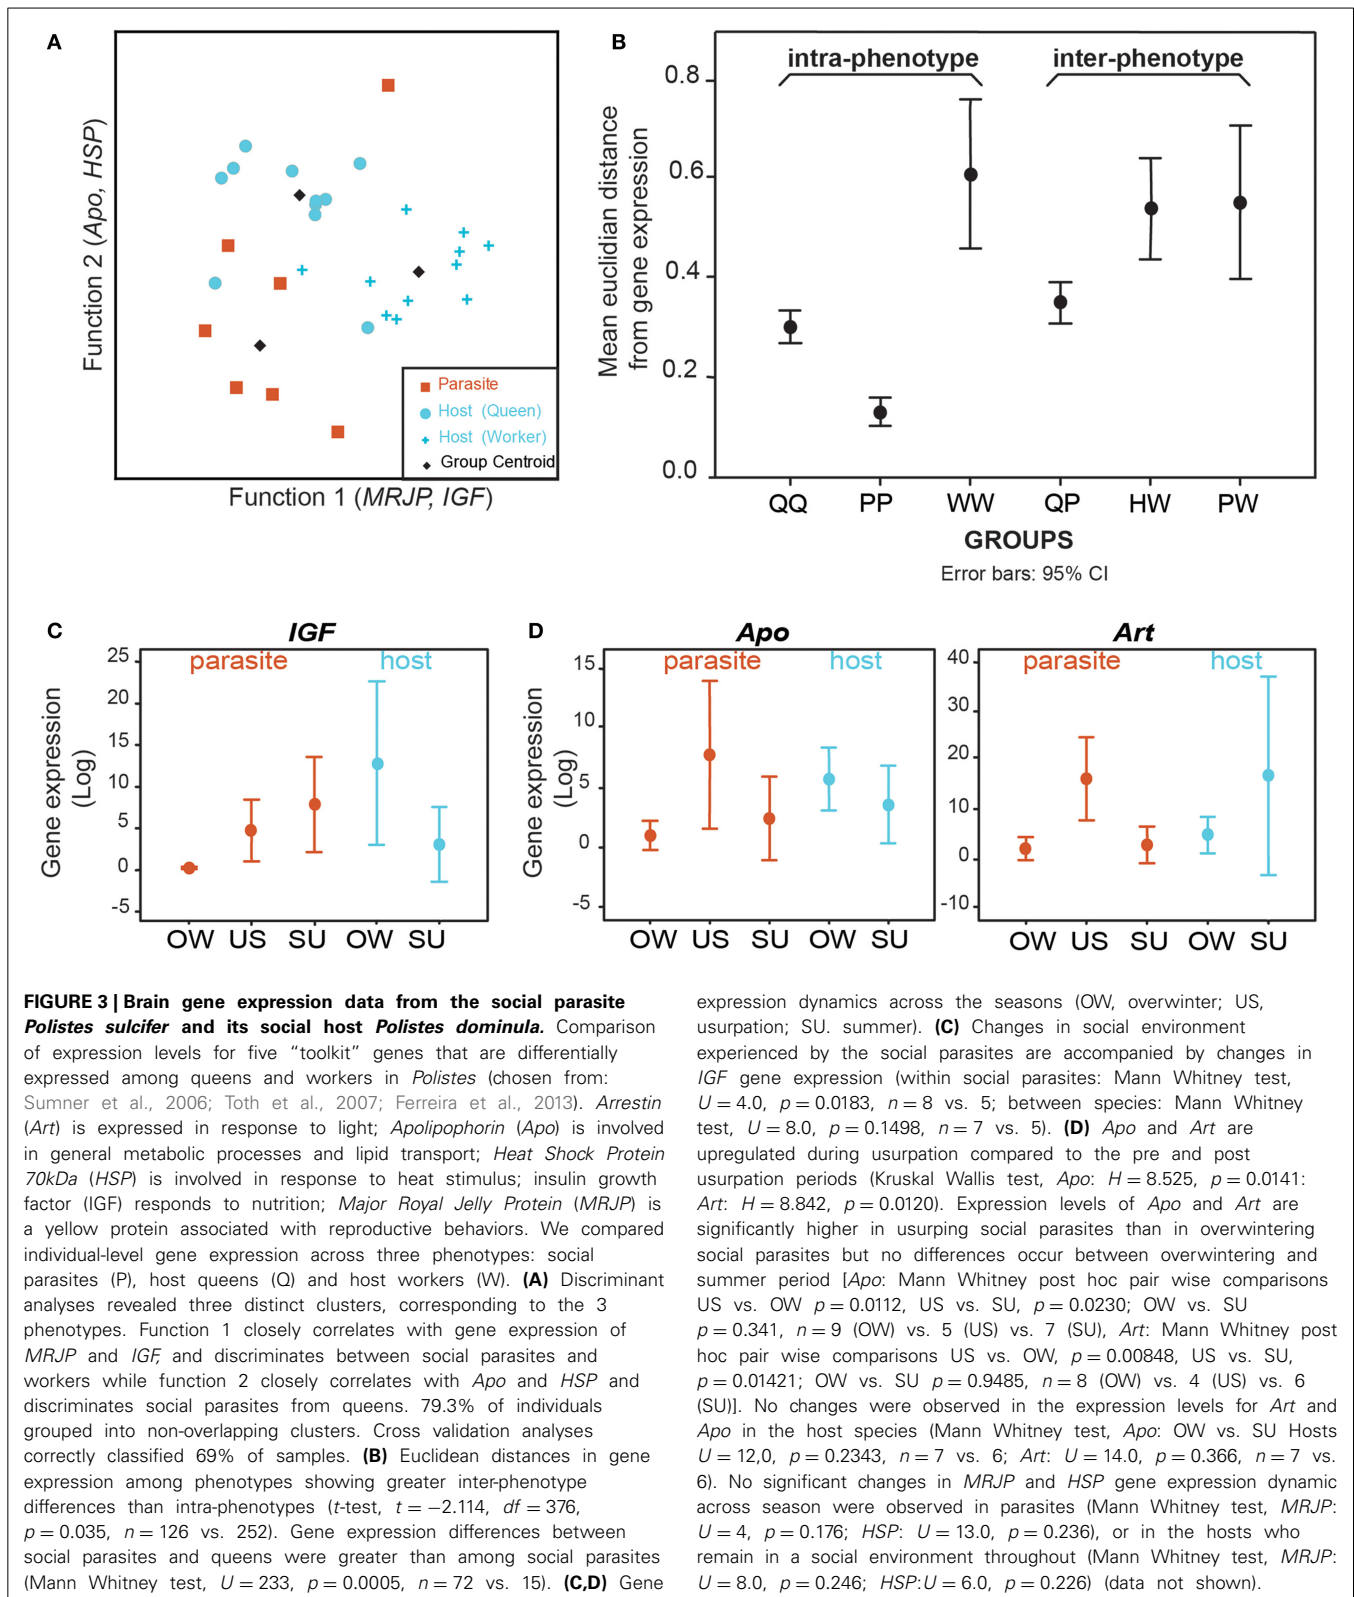 A
Function 2 (Apo, HSP)
Parasite
Host (Queen)
Host (Worker)
Group Centroid
Function 1 (MRJP, IGF)
B
intra-phenotype
inter-phenotype
Mean euclidian distance
from gene expression
0.8
0.6
0.4
0.2
0.0
QQ PP WW QP HW PW
GROUPS
Error bars: 95% CI
C
IGF
parasite host
Gene expression
(Log)
25
20
15
10
5
0
-5
OW US SU OW SU
D
Apo
parasite host
Gene expression
(Log)
15
10
5
0
-5
OW US SU OW SU
Art
parasite host
40
30
20
10
0
-10
OW US SU OW SU
FIGURE 3 | Brain gene expression data from the social parasite
Polistes sulcifer and its social host Polistes dominula. Comparison
of expression levels for five “toolkit” genes that are differentially
expressed among queens and workers in Polistes (chosen from:
Sumner et al., 2006; Toth et al., 2007; Ferreira et al., 2013). Arrestin
(Art) is expressed in response to light; Apolipophorin (Apo) is involved
in general metabolic processes and lipid transport; Heat Shock Protein
70kDa (HSP) is involved in response to heat stimulus; insulin growth
factor (IGF) responds to nutrition; Major Royal Jelly Protein (MRJP) is
a yellow protein associated with reproductive behaviors. We compared
individual-level gene expression across three phenotypes: social
parasites (P), host queens (Q) and host workers (W). (A) Discriminant
analyses revealed three distinct clusters, corresponding to the 3
phenotypes. Function 1 closely correlates with gene expression of
MRJP and IGF, and discriminates between social parasites and
workers while function 2 closely correlates with Apo and HSP and
discriminates social parasites from queens. 79.3% of individuals
grouped into non-overlapping clusters. Cross validation analyses
correctly classified 69% of samples. (B) Euclidean distances in gene
expression among phenotypes showing greater inter-phenotype
differences than intra-phenotypes (t-test, t = −2.114, df = 376,
p = 0.035, n = 126 vs. 252). Gene expression differences between
social parasites and queens were greater than among social parasites
(Mann Whitney test, U = 233, p = 0.0005, n = 72 vs. 15). (C,D) Gene
expression dynamics across the seasons (OW, overwinter; US,
usurpation; SU. summer). (C) Changes in social environment
experienced by the social parasites are accompanied by changes in
IGF gene expression (within social parasites: Mann Whitney test,
U = 4.0, p = 0.0183, n = 8 vs. 5; between species: Mann Whitney
test, U = 8.0, p = 0.1498, n = 7 vs. 5). (D) Apo and Art are
upregulated during usurpation compared to the pre and post
usurpation periods (Kruskal Wallis test, Apo: H = 8.525, p = 0.0141:
Art: H = 8.842, p = 0.0120). Expression levels of Apo and Art are
significantly higher in usurping social parasites than in overwintering
social parasites but no differences occur between overwintering and
summer period [Apo: Mann Whitney post hoc pair wise comparisons
US vs. OW p = 0.0112, US vs. SU, p = 0.0230; OW vs. SU
p = 0.341, n = 9 (OW) vs. 5 (US) vs. 7 (SU), Art: Mann Whitney post
hoc pair wise comparisons US vs. OW, p = 0.00848, US vs. SU,
p = 0.01421; OW vs. SU p = 0.9485, n = 8 (OW) vs. 4 (US) vs. 6
(SU)]. No changes were observed in the expression levels for Art and
Apo in the host species (Mann Whitney test, Apo: OW vs. SU Hosts
U = 12,0, p = 0.2343, n = 7 vs. 6; Art: U = 14.0, p = 0.366, n = 7 vs.
6). No significant changes in MRJP and HSP gene expression dynamic
across season were observed in parasites (Mann Whitney test, MRJP:
U = 4, p = 0.176; HSP: U = 13.0, p = 0.236), or in the hosts who
remain in a social environment throughout (Mann Whitney test, MRJP:
U = 8.0, p = 0.246; HSP:U = 6.0, p = 0.226) (data not shown).